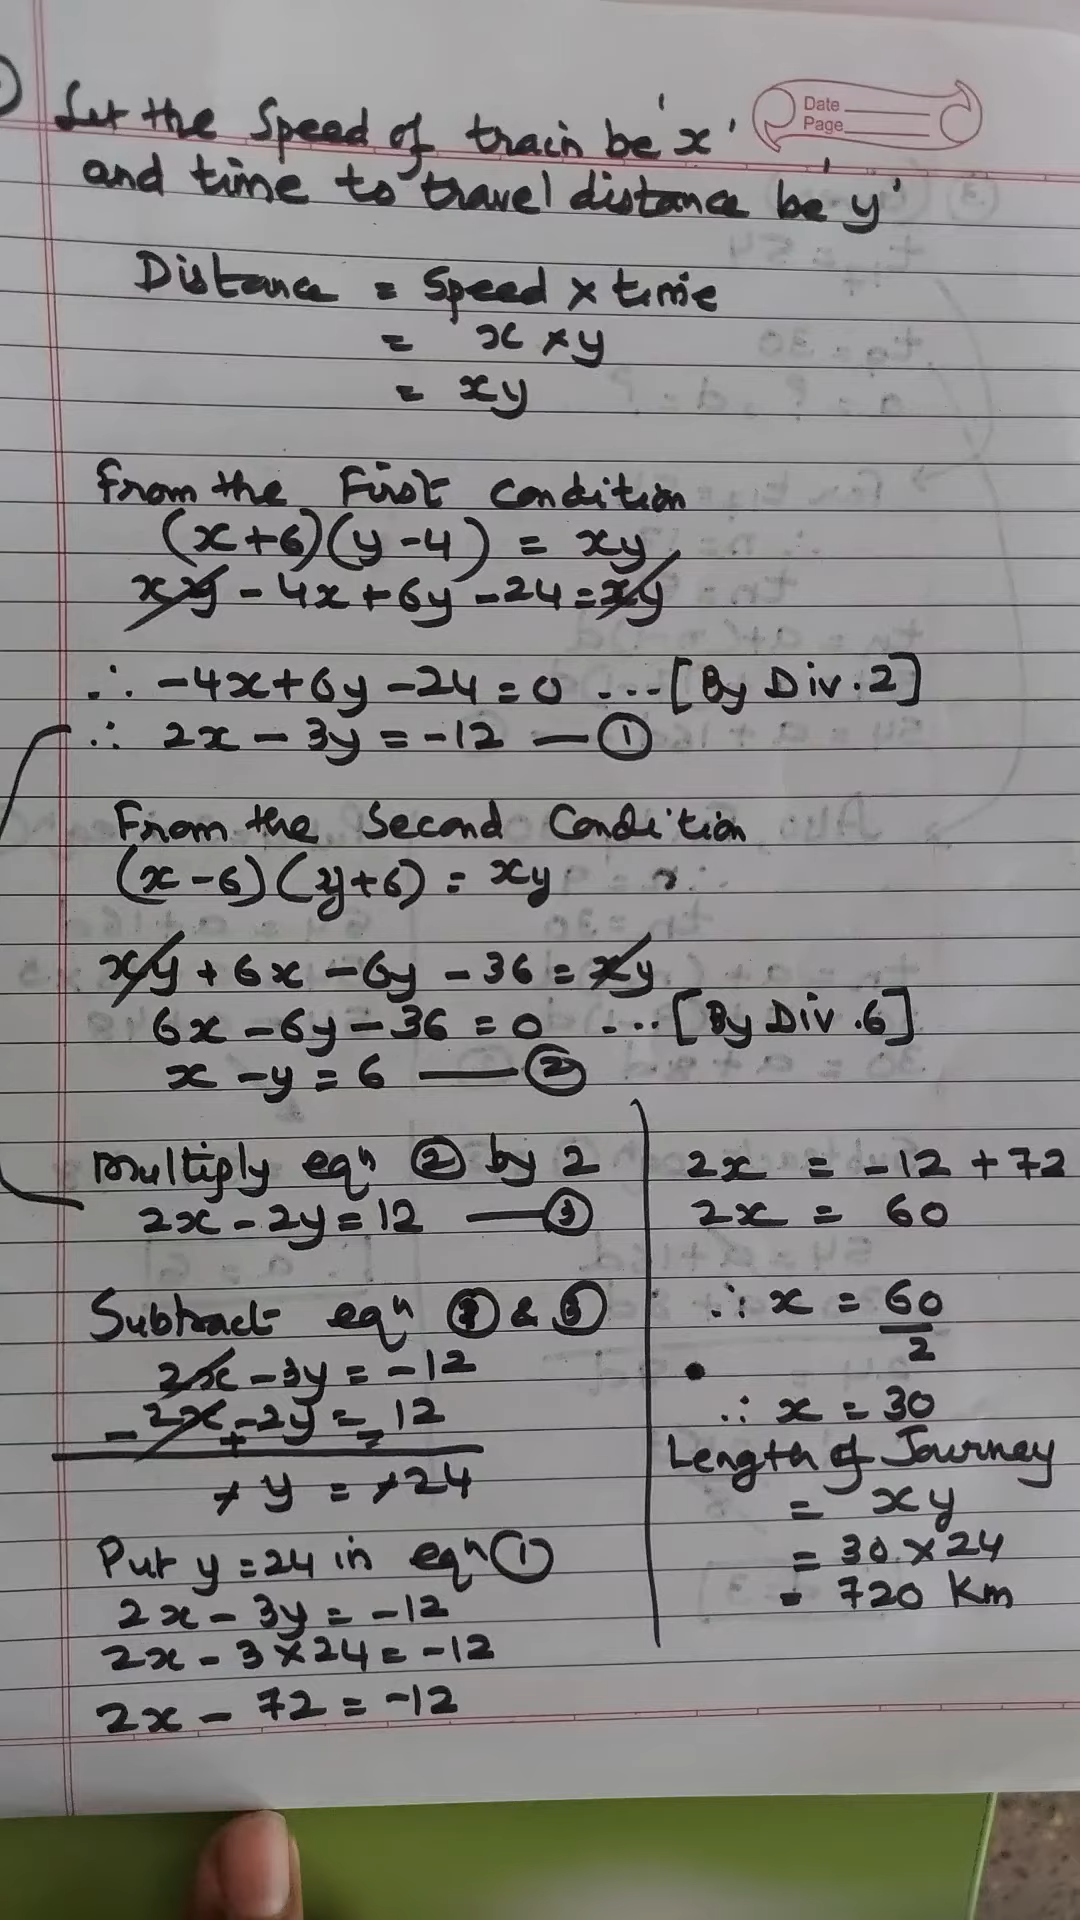 Let the Speed of train be 'x'
Date
Page
and time to travel distance be 'y'
Distance = Speed × time
= x × y
= xy
From the First Condition
(x+6)(y-4) = xy
xy - 4x + 6y - 24 = xy
∴ -4x + 6y - 24 = 0 ...[By Div.2]
∴ 2x - 3y = -12 — ①
From the Second Condition
(x-6)(y+6) = xy
xy + 6x - 6y - 36 = xy
6x - 6y - 36 = 0 ...[By Div.6]
x - y = 6 — ②
Multiply eqⁿ ② by 2
2x - 2y = 12 — ③
Subtract eqⁿ ① & ③
2x - 3y = -12
- 2x - 2y = 12
+ -
+ y = +24
Put y = 24 in eqⁿ ①
2x - 3y = -12
2x - 3 × 24 = -12
2x - 72 = -12
2x = -12 + 72
2x = 60
∴ x = 60/2
∴ x = 30
Length of Journey
= xy
= 30 × 24
= 720 Km